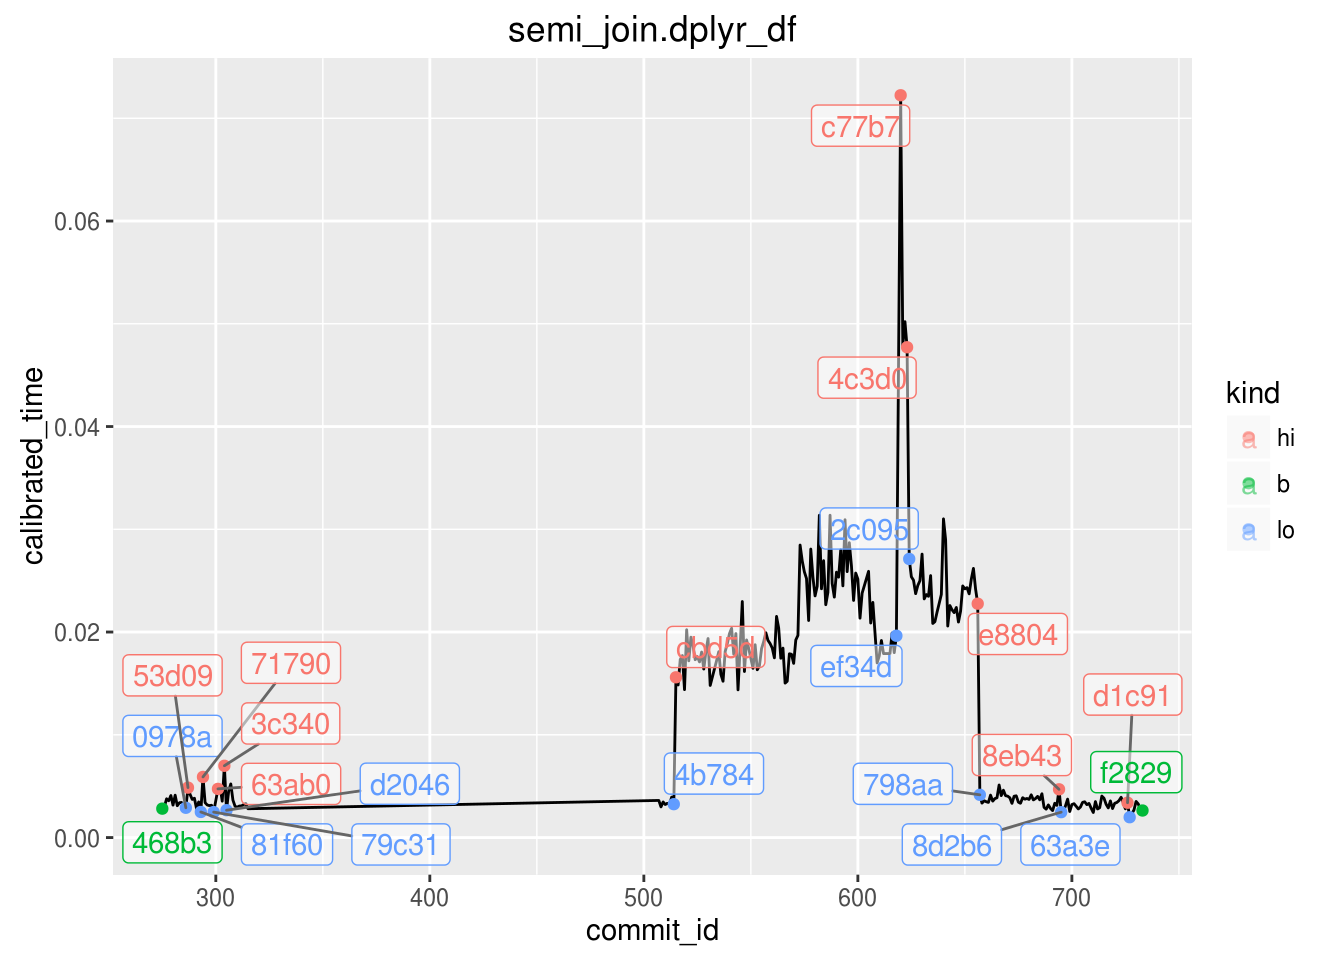 semi_join.dplyr_df
calibrated_time
0.06
0.04
0.02
0.00
c77b7
4c3d0
2c095
ef34d
e8804
53d09
71790
0978a
3c340
63ab0
d2046
468b3
81f60
79c31
4b784
798aa
8eb43
d1c91
f2829
8d2b6
63a3e
300
400
500
600
700
commit_id
kind
a hi
a b
a lo